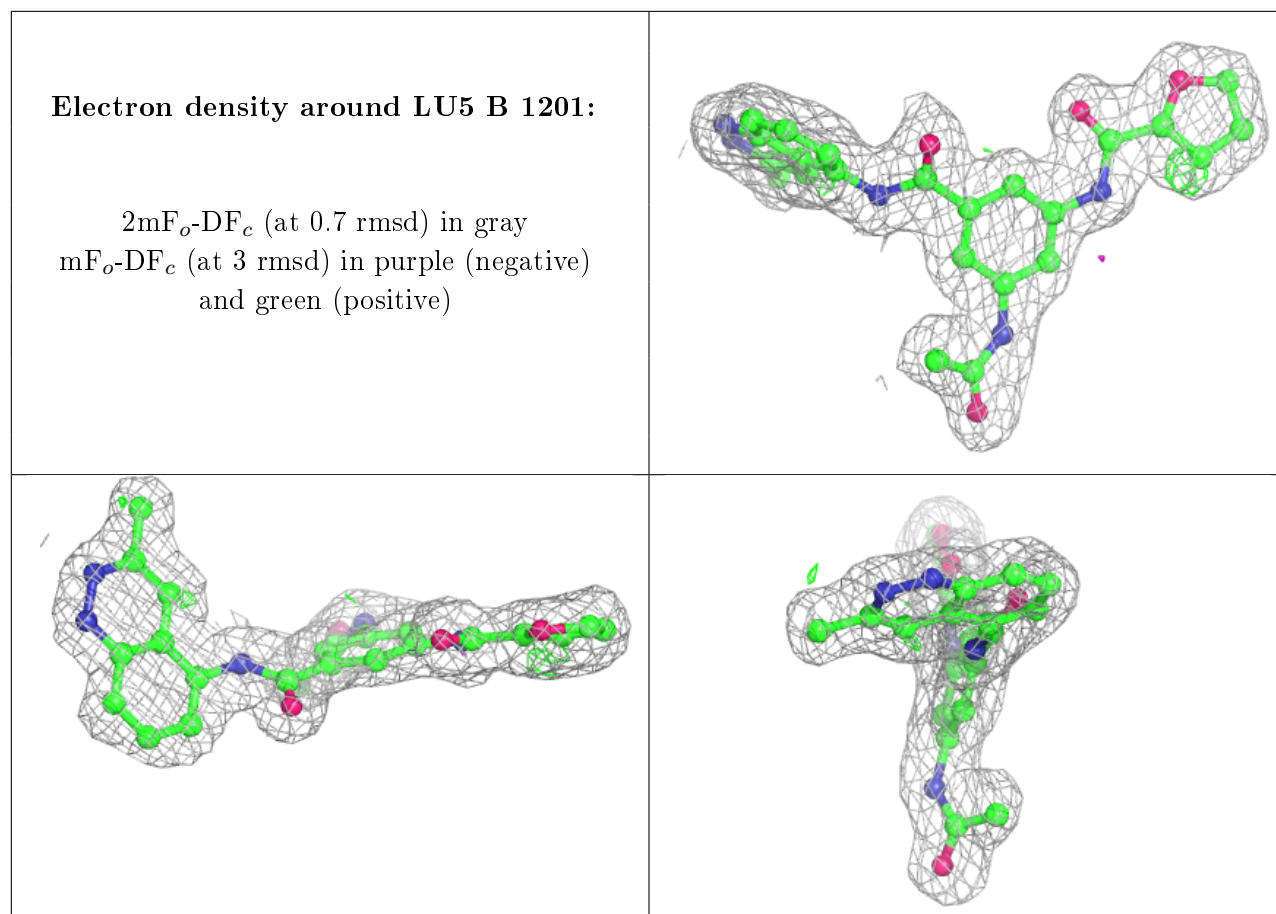 Electron density around LU5 B 1201:
2mFo-DFc (at 0.7 rmsd) in gray
mFo-DFc (at 3 rmsd) in purple (negative)
and green (positive)